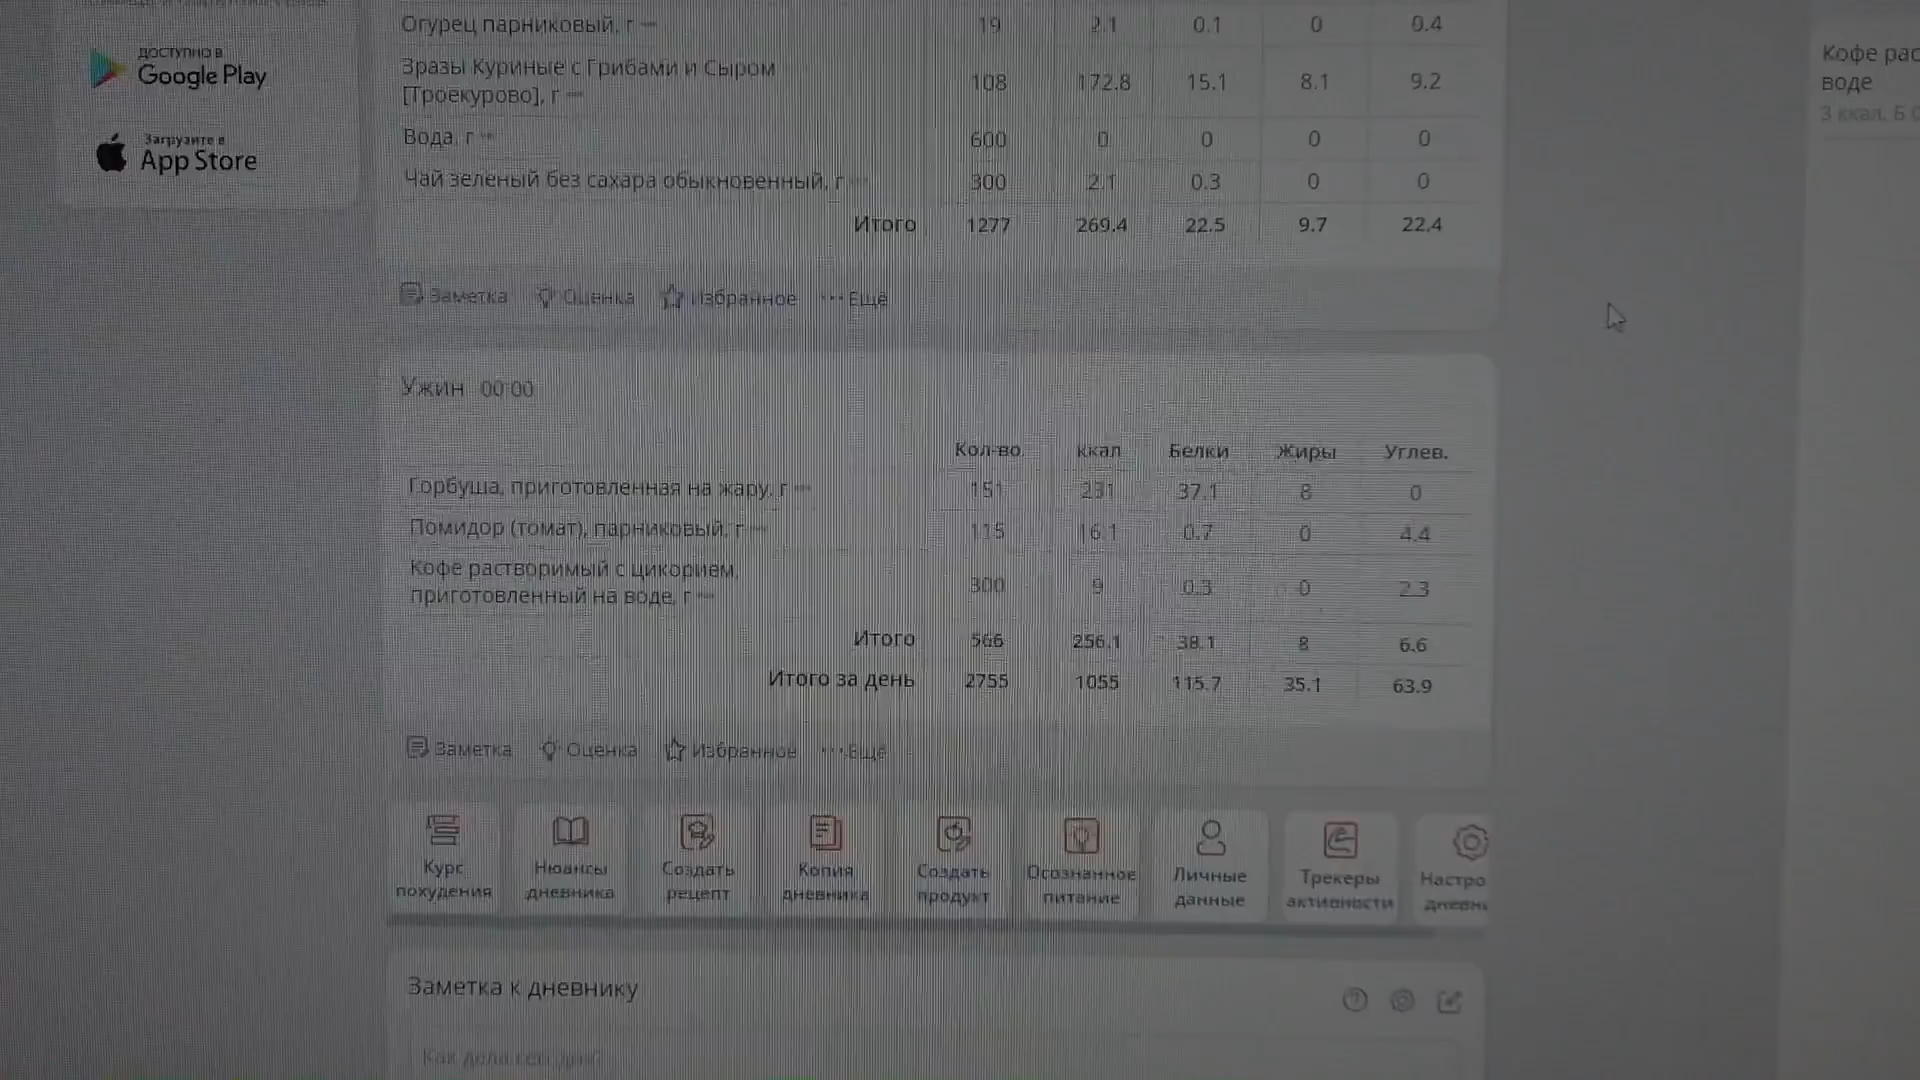 ДОСТУПНО В
Google Play
Загрузите в
App Store
Огурец парниковый, г 19 2.1 0.1 0 0.4
Зразы Куриные с Грибами и Сыром
[Троекурово], г 108 172.8 15.1 8.1 9.2
Вода, г 600 0 0 0 0
Чай зеленый без сахара обыкновенный, г 300 2.1 0.3 0 0
Итого 1277 269.4 22.5 9.7 22.4
Заметка Оценка Избранное ··· Ещё
Ужин 00:00
Кол-во ккал Белки Жиры Углев.
Горбуша, приготовленная на жару, г 151 231 37.1 8 0
Помидор (томат), парниковый, г 115 16.1 0.7 0 4.4
Кофе растворимый с цикорием,
приготовленный на воде, г 300 9 0.3 0 2.3
Итого 566 256.1 38.1 8 6.6
Итого за день 2755 1055 115.7 35.1 63.9
Заметка Оценка Избранное ··· Ещё
Курс
похудения
Нюансы
дневника
Создать
рецепт
Копия
дневника
Создать
продукт
Осознанное
питание
Личные
данные
Трекеры
активности
Настро
дневн
Заметка к дневнику
Как дела сегодня?
Кофе рас
воде
3 ккал, Б 0